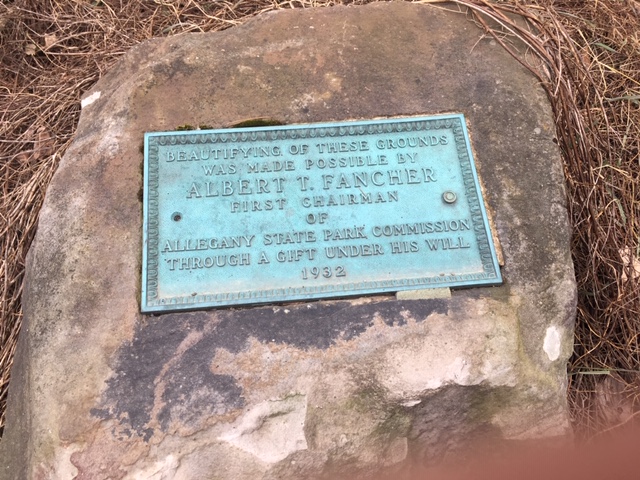 BEAUTIFYING OF THESE GROUNDS
WAS MADE POSSIBLE BY
ALBERT T. FANCHER
FIRST CHAIRMAN
OF
ALLEGANY STATE PARK COMMISSION
THROUGH A GIFT UNDER HIS WILL
1932